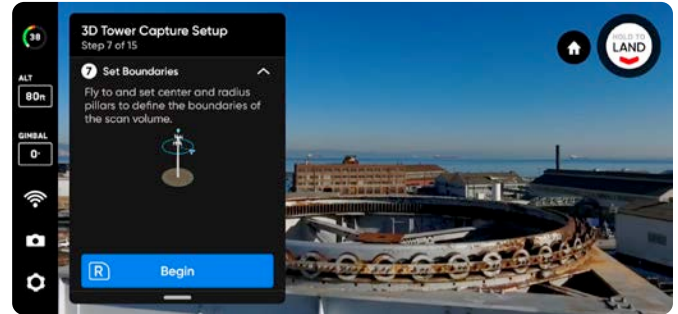 38
ALT
80ft
GIMBAL
0°
3D Tower Capture Setup
Step 7 of 15
7 Set Boundaries
Fly to and set center and radius
pillars to define the boundaries of
the scan volume.
R Begin
HOLD TO
LAND